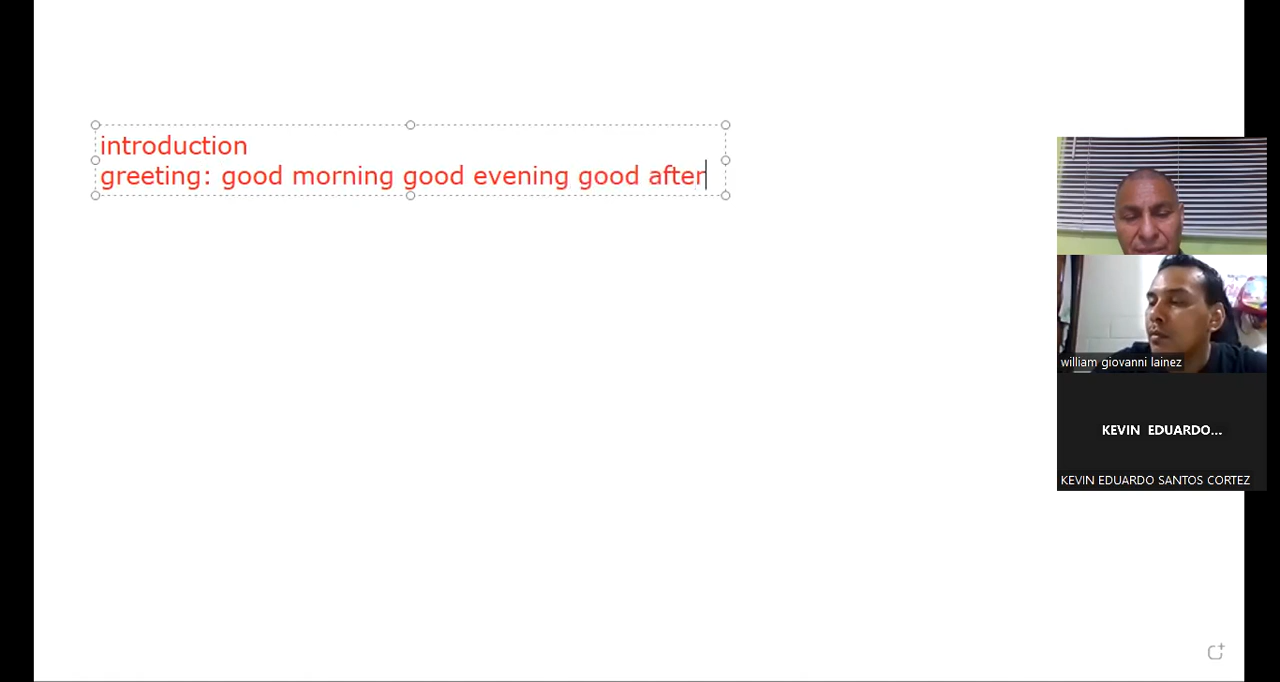 introduction
greeting: good morning good evening good after
william giovanni lainez
KEVIN EDUARDO...
KEVIN EDUARDO SANTOS CORTEZ